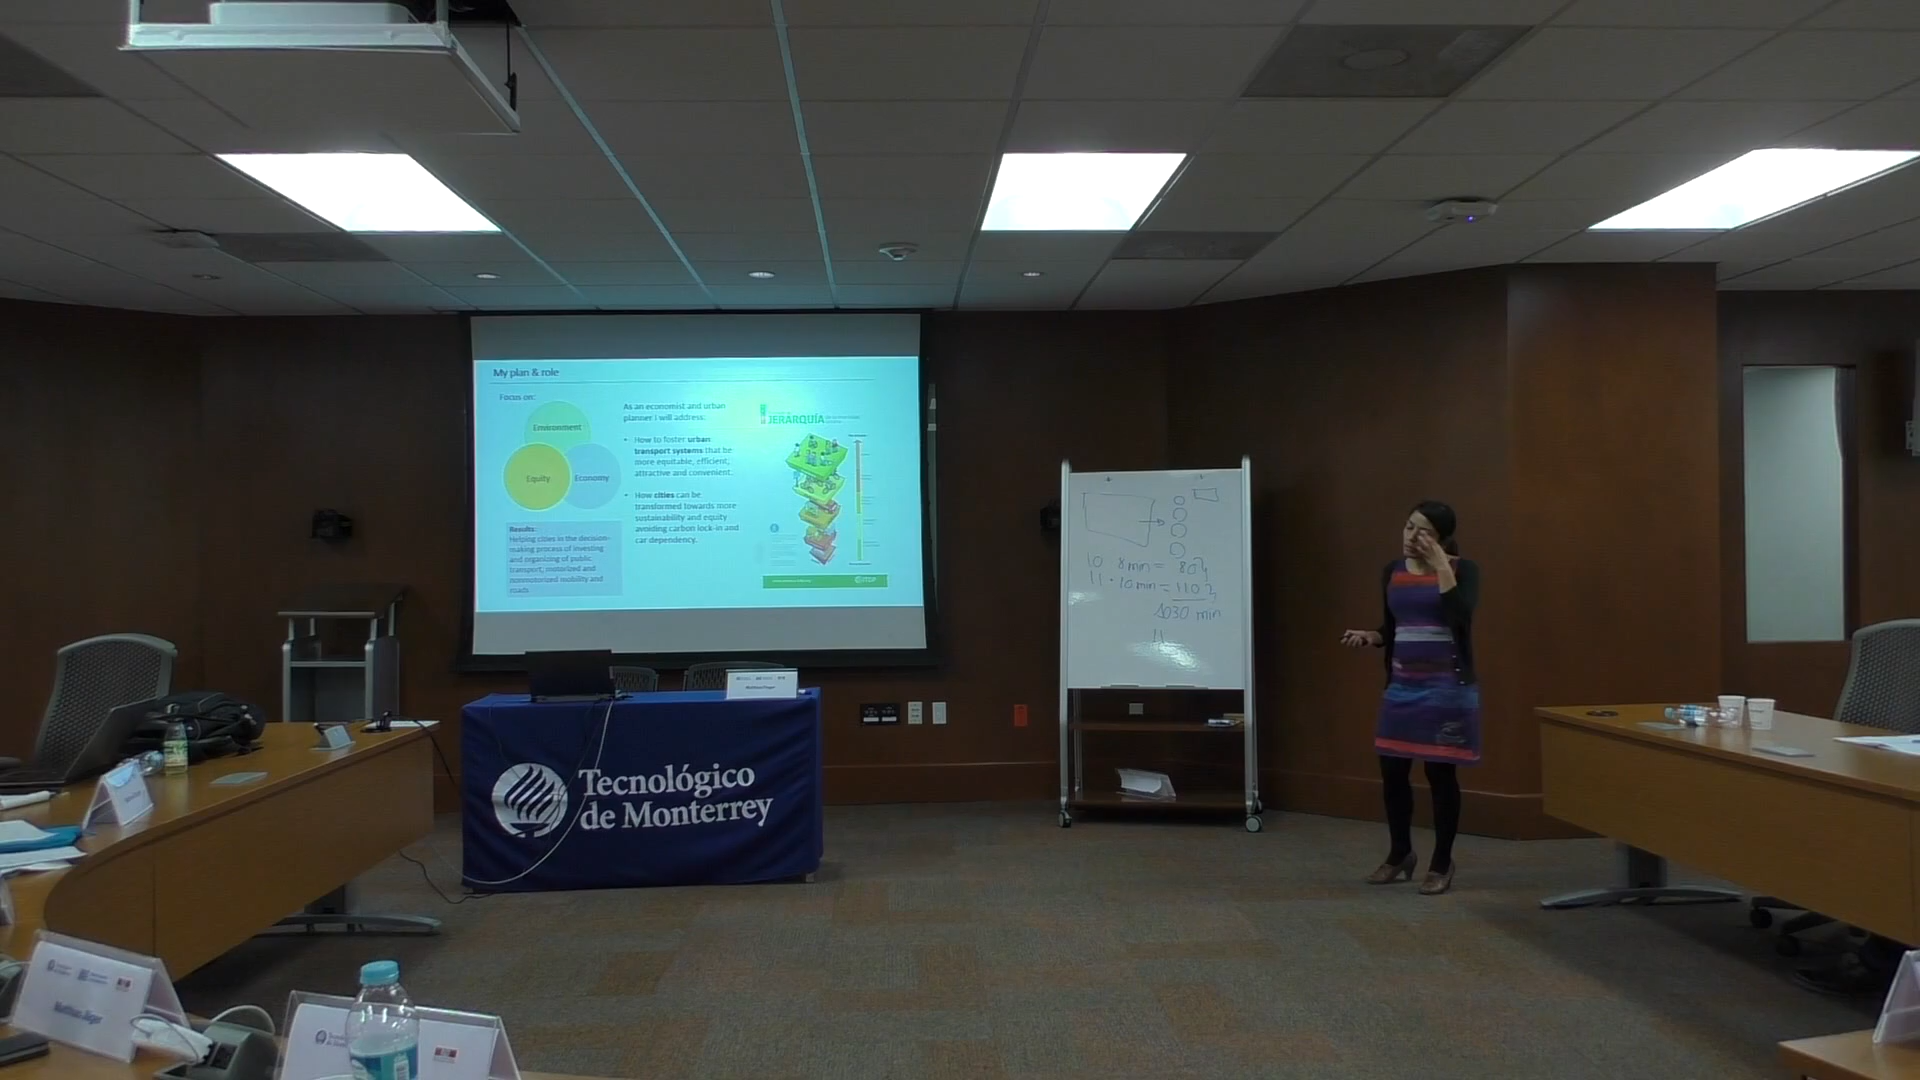 My plan & role
Focus on:
Environment
Equity
Economy
Results:
Helping cities in the decision-
making process of investing
and organizing of public
transport, motorized and
nonmotorized mobility and
roads
As an economist and urban
planner I will address:
• How to foster urban
transport systems that be
more equitable, efficient,
attractive and convenient.
• How cities can be
transformed towards more
sustainability and equity
avoiding carbon lock-in and
car dependency.
JERARQUÍA
ITDP
10 8 min = 80
11 · 10 min = 110
30 min
11
Tecnológico
de Monterrey